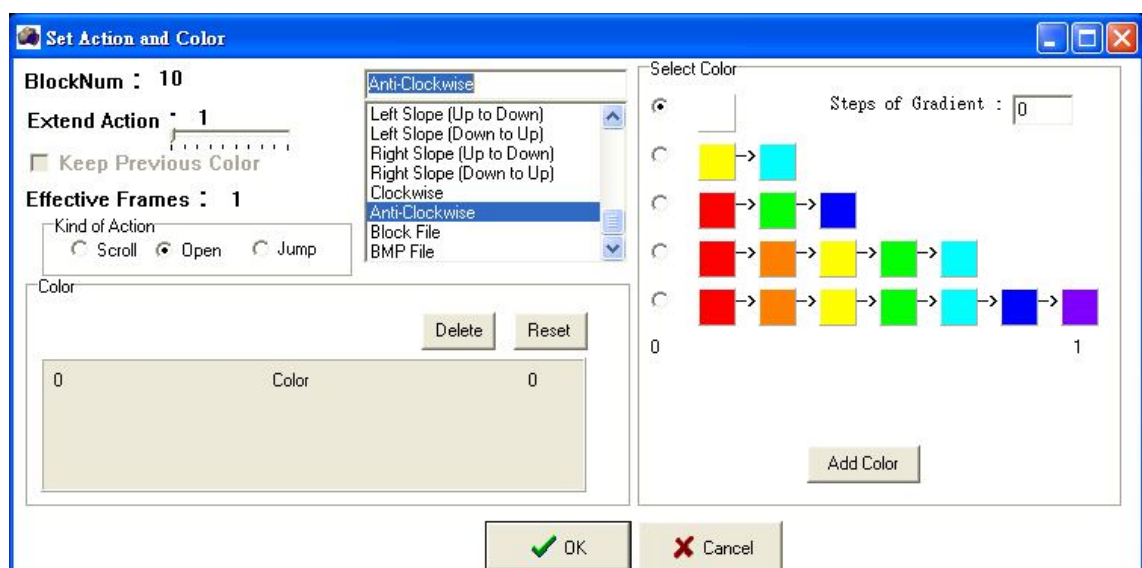 Set Action and Color
BlockNum : 10
Extend Action : 1
Keep Previous Color
Effective Frames : 1
Kind of Action
Scroll Open Jump
Anti-Clockwise
Left Slope (Up to Down)
Left Slope (Down to Up)
Right Slope (Up to Down)
Right Slope (Down to Up)
Clockwise
Anti-Clockwise
Block File
BMP File
Color
Delete Reset
0 Color 0
Select Color
Steps of Gradient : 0
->
-> ->
-> -> -> ->
-> -> -> -> -> ->
0 1
Add Color
OK Cancel